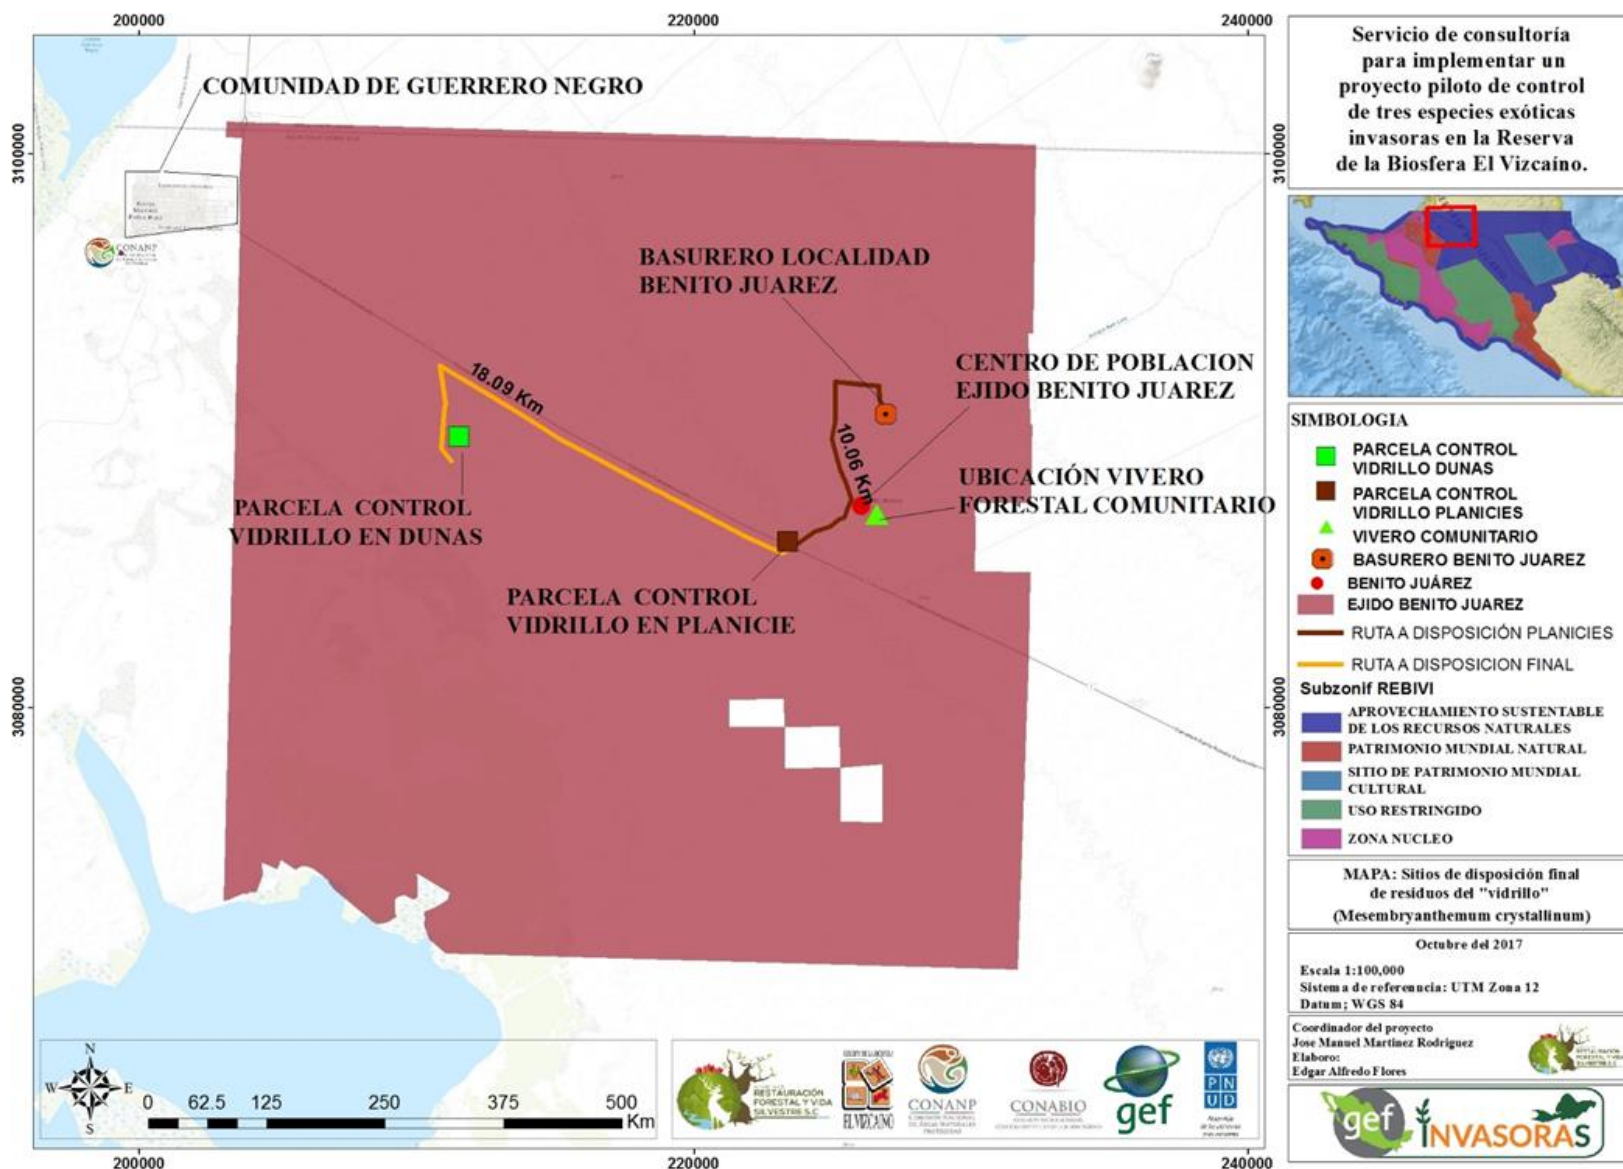 200000
220000
240000
3100000
3080000
COMUNIDAD DE GUERRERO NEGRO
CONANP
BASURERO LOCALIDAD
BENITO JUAREZ
CENTRO DE POBLACION
EJIDO BENITO JUAREZ
18.09 Km
10.06 Km
UBICACIÓN VIVERO
FORESTAL COMUNITARIO
PARCELA CONTROL
VIDRILLO EN DUNAS
PARCELA CONTROL
VIDRILLO EN PLANICIE
3100000
3080000
N
W
E
S
0 62.5 125 250 375 500
Km
RESTAURACIÓN
FORESTAL Y VIDA
SILVESTRE S.C
EL VIZCAINO
CONANP
CONABIO
gef
P N
U D
200000
220000
240000
Servicio de consultoría
para implementar un
proyecto piloto de control
de tres especies exóticas
invasoras en la Reserva
de la Biosfera El Vizcaíno.
SIMBOLOGIA
PARCELA CONTROL
VIDRILLO DUNAS
PARCELA CONTROL
VIDRILLO PLANICIES
VIVERO COMUNITARIO
BASURERO BENITO JUAREZ
BENITO JUÁREZ
EJIDO BENITO JUAREZ
RUTA A DISPOSICIÓN PLANICIES
RUTA A DISPOSICION FINAL
Subzonif REBIVI
APROVECHAMIENTO SUSTENTABLE
DE LOS RECURSOS NATURALES
PATRIMONIO MUNDIAL NATURAL
SITIO DE PATRIMONIO MUNDIAL
CULTURAL
USO RESTRINGIDO
ZONA NUCLEO
MAPA: Sitios de disposición final
de residuos del "vidrillo"
(Mesembryanthemum crystallinum)
Octubre del 2017
Escala 1:100,000
Sistema de referenucia: UTM Zona 12
Datum; WGS 84
Coordinador del proyecto
Jose Manuel Martinez Rodriguez
Elaboro:
Edgar Alfredo Flores
gef INVASORAS